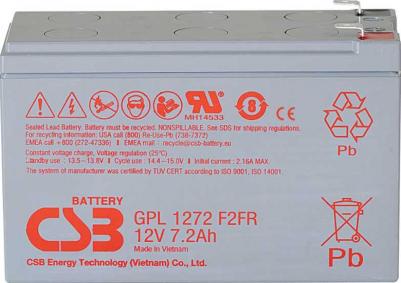 Pb
MH14533
8
Sealed Lead Battery. Battery must be recycled. NONSPILLABLE. See SDS for shipping regulations.
For recycling information: USA call (800) Re-Use-Pb (738-7372)
EMEA call +800 (272-47336) EMEA mail : recycle@csb-battery.eu
Constant voltage charge, Voltage regulation (25°C)
Standby use : 13.5~13.8V | Cycle use : 14.4~15.0V | Initial current : 2.16A MAX.
The system of manufacture was certified by TUV CERT according to ISO 9001, ISO 14001.
Pb
BATTERY
CSB
GPL 1272 F2FR
12V 7.2Ah
Made in Vietnam
CSB Energy Technology (Vietnam) Co., Ltd.
Pb